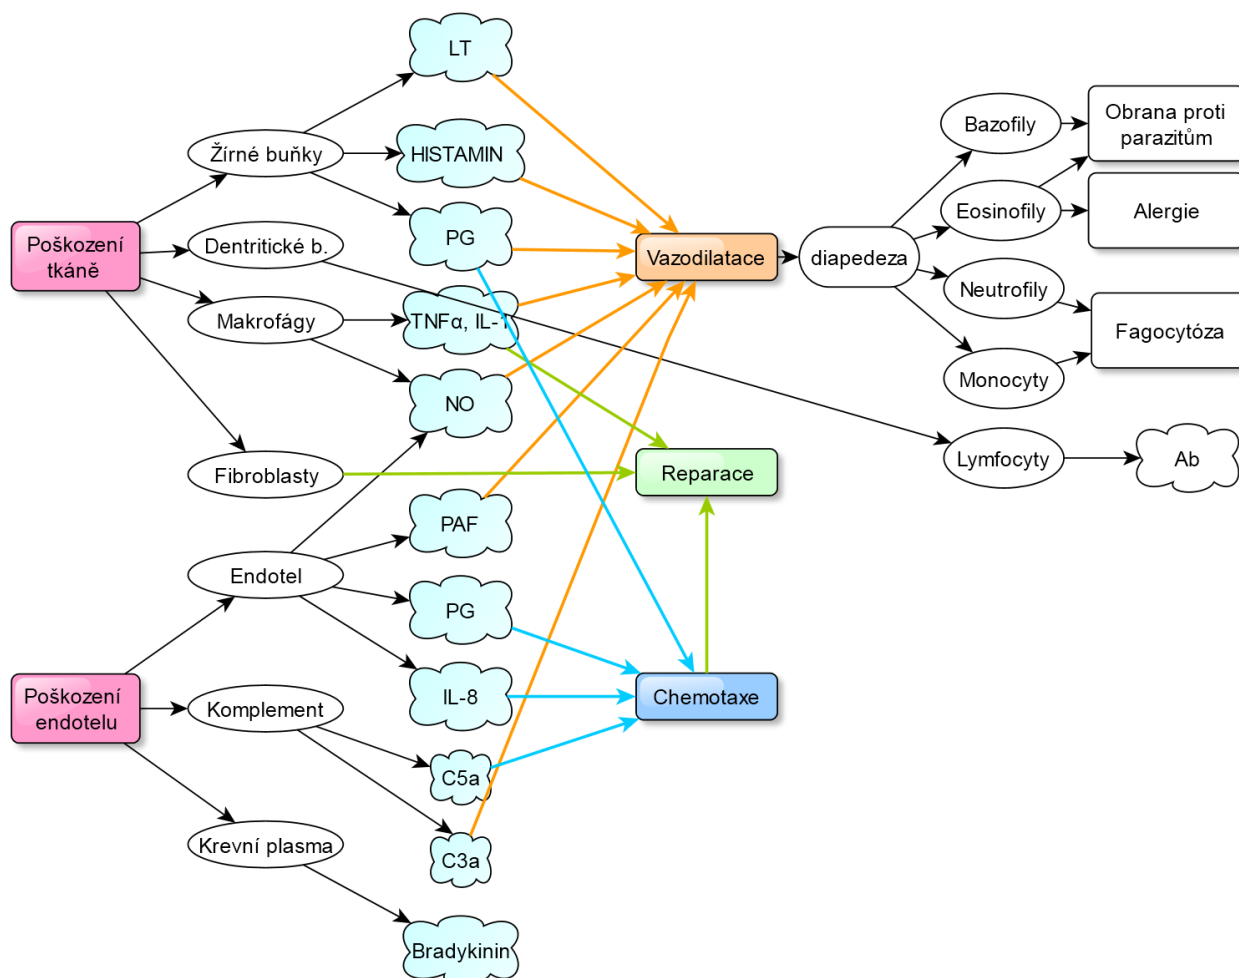 LT
Žírné buňky
HISTAMIN
PG
Poškození
tkáně
Dentritické b.
Makrofágy
TNFα, IL-1
NO
Fibroblasty
Vazodilatace
diapedeza
Bazofily
Obrana proti
parazitům
Eosinofily
Alergie
Neutrofily
Fagocytóza
Monocyty
Lymfocyty
Ab
Reparace
PAF
Endotel
PG
IL-8
Poškození
endotelu
Komplement
Chemotaxe
C5a
C3a
Krevní plasma
Bradykinin